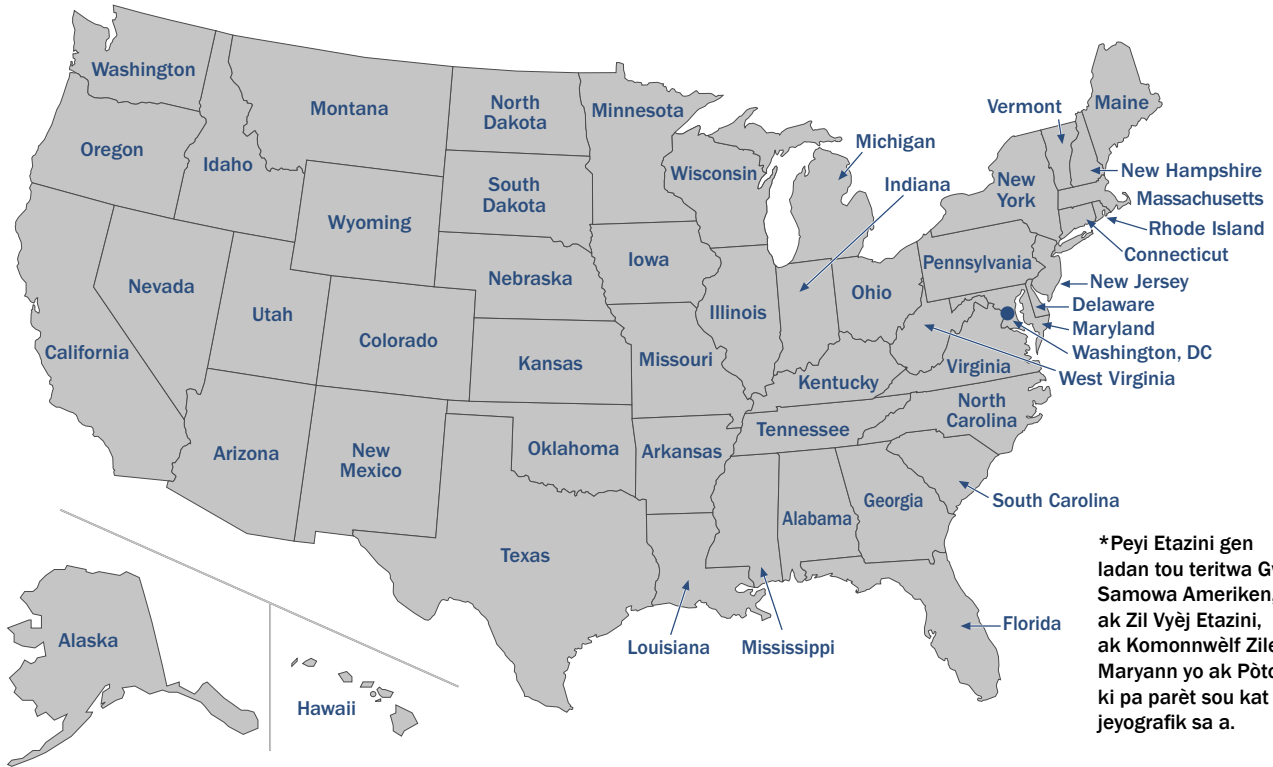 Washington
Oregon
Idaho
Montana
North
Dakota
Minnesota
Wisconsin
Michigan
Indiana
Vermont
Maine
New Hampshire
Massachusetts
Rhode Island
Connecticut
New
York
South
Dakota
Wyoming
Iowa
Nebraska
Nevada
Utah
California
Colorado
Kansas
Missouri
Illinois
Ohio
Pennsylvania
New Jersey
Delaware
Maryland
Washington, DC
West Virginia
Virginia
Kentucky
North
Carolina
Tennessee
Arizona
New
Mexico
Oklahoma
Arkansas
South Carolina
Georgia
Alabama
Texas
Louisiana
Mississippi
Florida
Alaska
Hawaii
*Peyi Etazini gen
ladan tou teritwa
Samowa Ameriken,
ak Zil Vyèj Etazini,
ak Komonnwèlf
Maryann yo ak
ki pa parèt sou kat
jeyografik sa a.